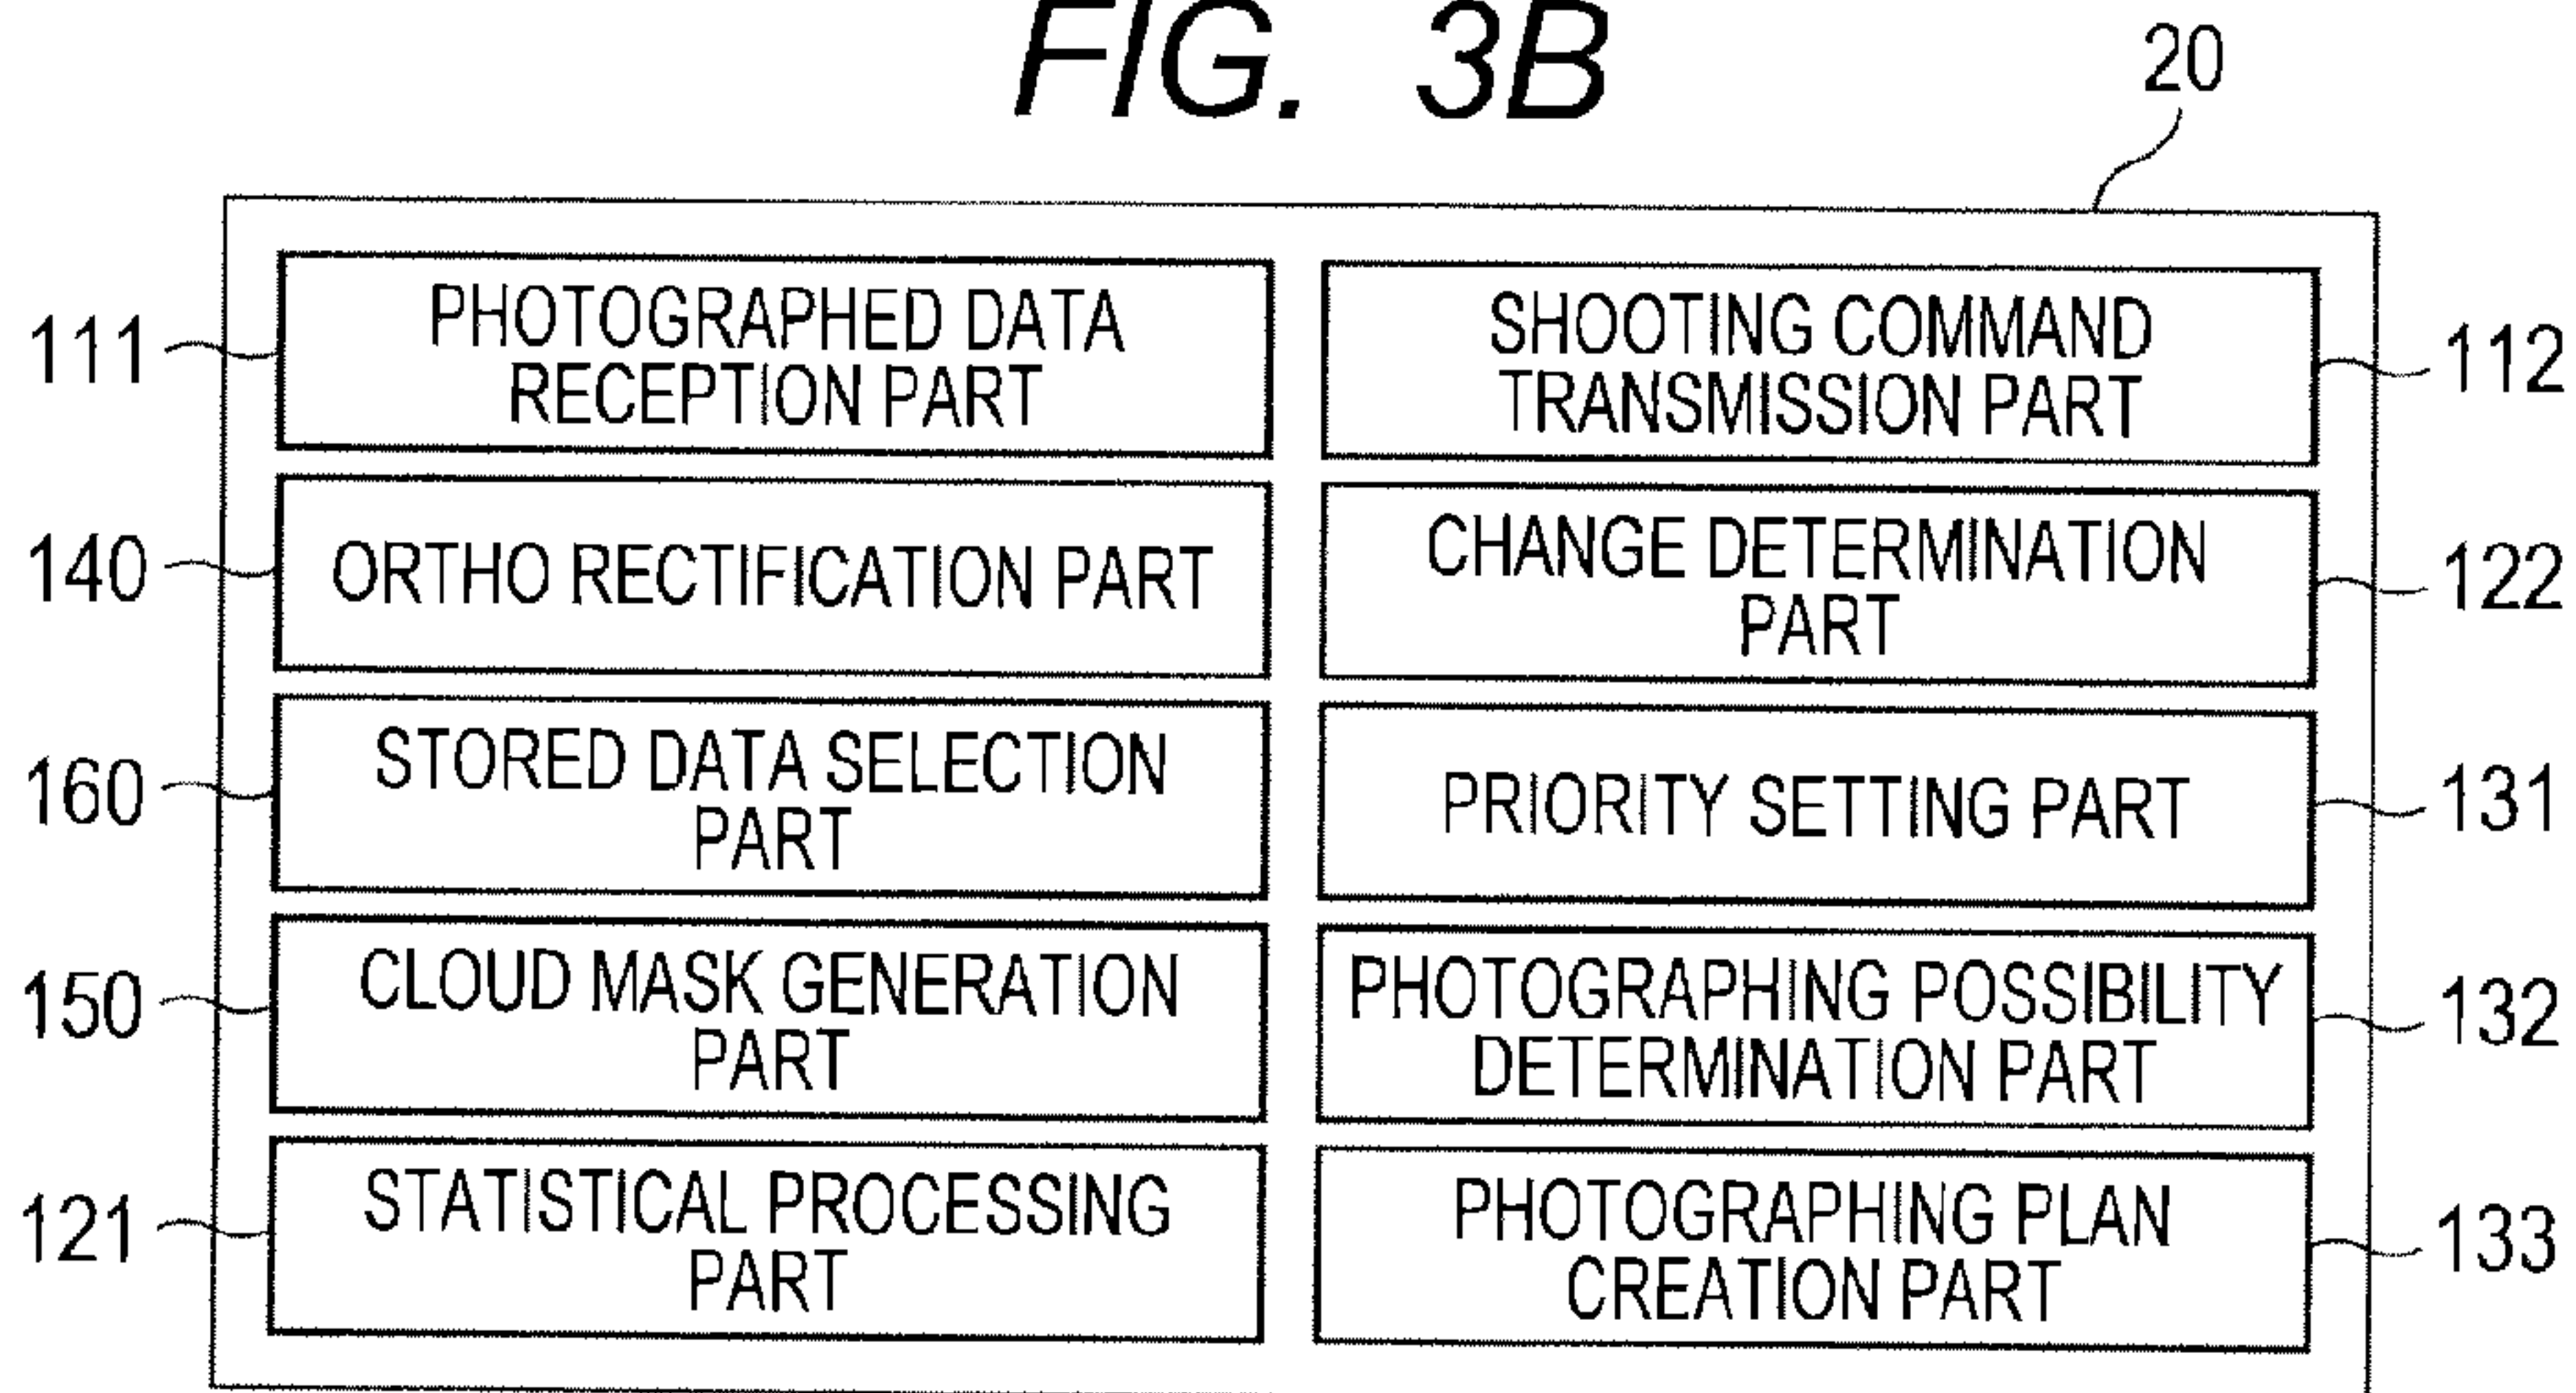 FIG. 3B
20
111
PHOTOGRAPHED DATA
RECEPTION PART
SHOOTING COMMAND
TRANSMISSION PART
112
140
ORTHO RECTIFICATION PART
CHANGE DETERMINATION
PART
122
160
STORED DATA SELECTION
PART
PRIORITY SETTING PART
131
150
CLOUD MASK GENERATION
PART
PHOTOGRAPHING POSSIBILITY
DETERMINATION PART
132
121
STATISTICAL PROCESSING
PART
PHOTOGRAPHING PLAN
CREATION PART
133